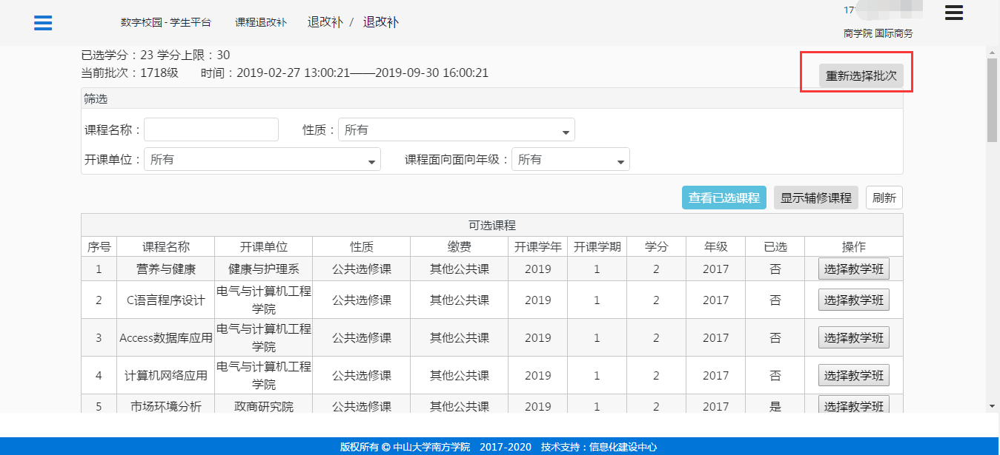 数字校园 - 学生平台 课程退改补 退改补 / 退改补
17
商学院 国际商务
已选学分：23 学分上限：30
当前批次：1718级 时间：2019-02-27 13:00:21——2019-09-30 16:00:21
重新选择批次
筛选
课程名称： 性质： 所有
开课单位： 所有 课程面向面向年级： 所有
查看已选课程 显示辅修课程 刷新
可选课程
序号 课程名称 开课单位 性质 缴费 开课学年 开课学期 学分 年级 已选 操作
1 营养与健康 健康与护理系 公共选修课 其他公共课 2019 1 2 2017 否 选择教学班
2 C语言程序设计 电气与计算机工程学院 公共选修课 其他公共课 2019 1 2 2017 否 选择教学班
3 Access数据库应用 电气与计算机工程学院 公共选修课 其他公共课 2019 1 2 2017 否 选择教学班
4 计算机网络应用 电气与计算机工程学院 公共选修课 其他公共课 2019 1 2 2017 否 选择教学班
5 市场环境分析 政商研究院 公共选修课 其他公共课 2019 1 2 2017 是 选择教学班
版权所有 © 中山大学南方学院 2017-2020 技术支持：信息化建设中心